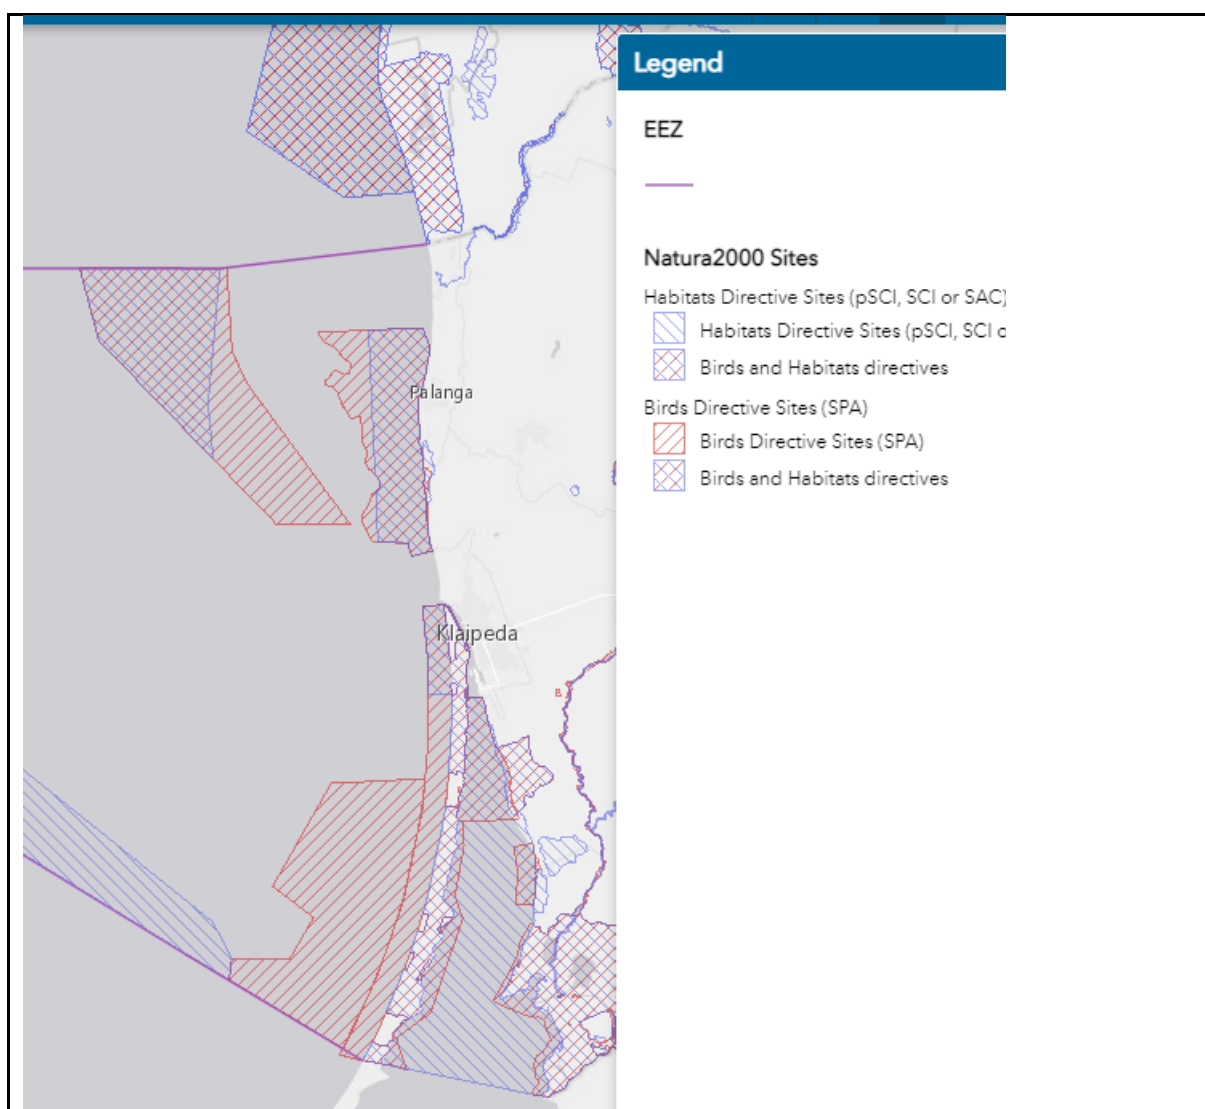 Legend
EEZ
Natura2000 Sites
Habitats Directive Sites (pSCI, SCI or SAC)
Habitats Directive Sites (pSCI, SCI o
Birds and Habitats directives
Birds Directive Sites (SPA)
Birds Directive Sites (SPA)
Birds and Habitats directives
Palanga
Klaipeda